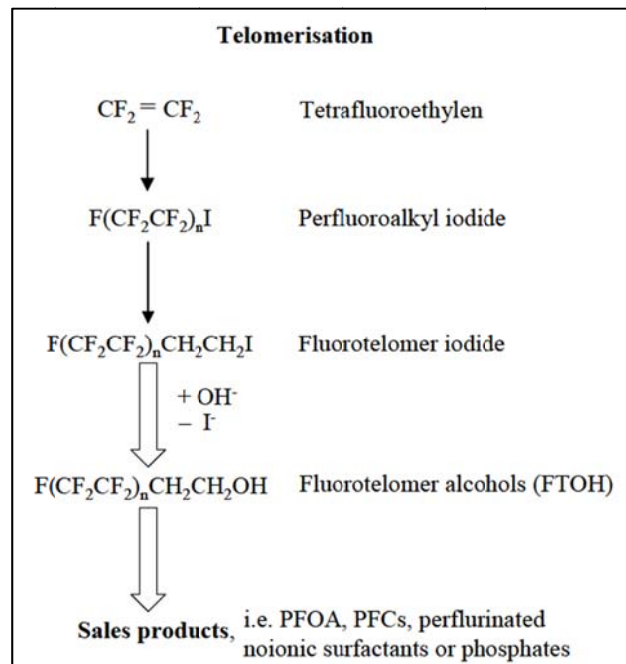 Telomerisation
CF₂ = CF₂ Tetrafluoroethylen
F(CF₂CF₂)ₙI Perfluoroalkyl iodide
F(CF₂CF₂)ₙCH₂CH₂I Fluorotelomer iodide
+ OH⁻
– I⁻
F(CF₂CF₂)ₙCH₂CH₂OH Fluorotelomer alcohols (FTOH)
Sales products, i.e. PFOA, PFCs, perflurinated
noionic surfactants or phosphates